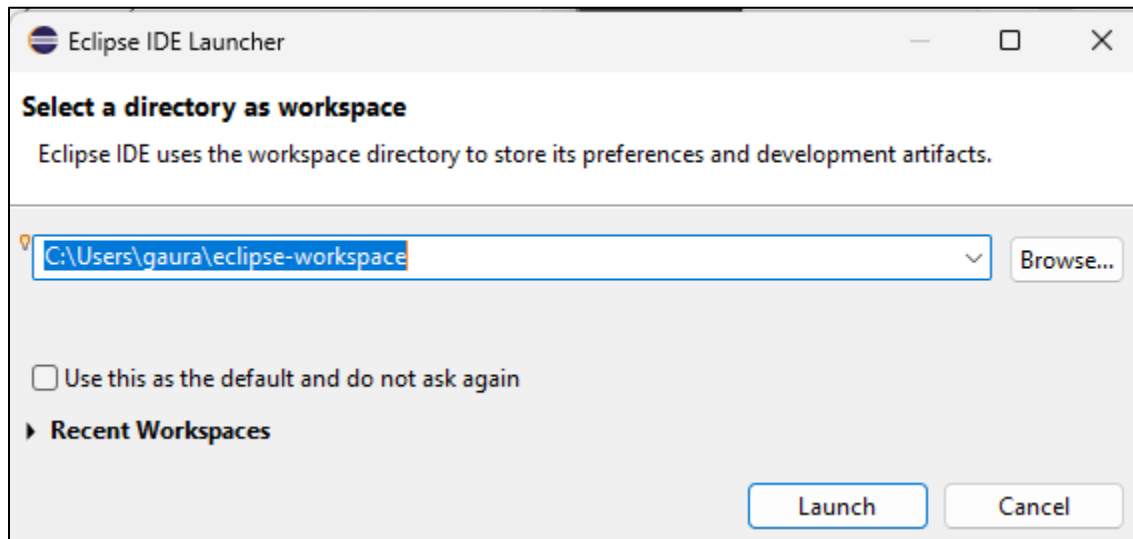 Eclipse IDE Launcher
Select a directory as workspace
Eclipse IDE uses the workspace directory to store its preferences and development artifacts.
C:\Users\gaura\eclipse-workspace
Browse...
Use this as the default and do not ask again
Recent Workspaces
Launch Cancel